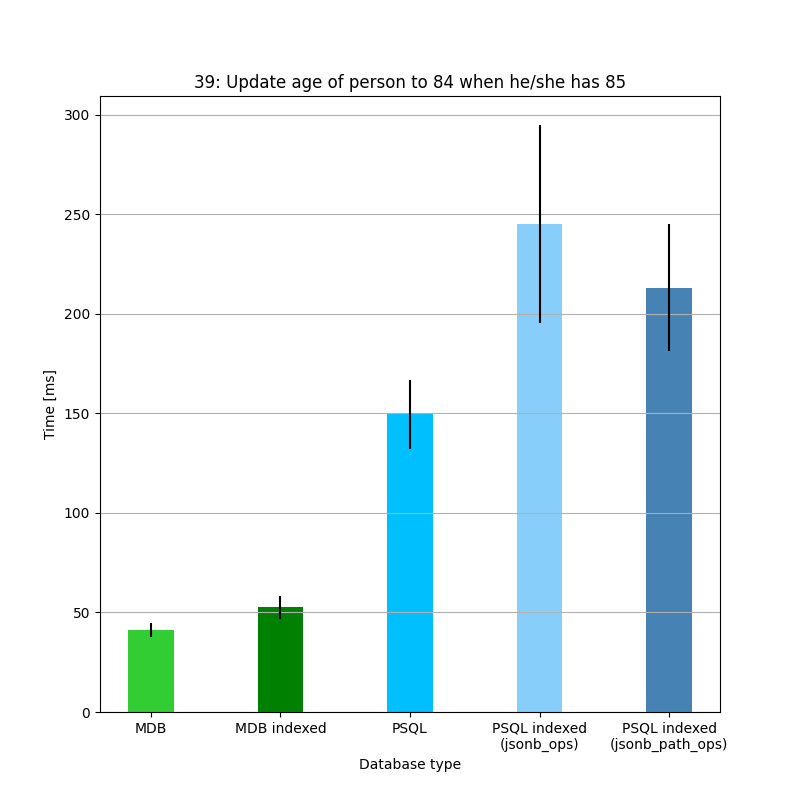 39: Update age of person to 84 when he/she has 85
300
250
200
150
100
50
0
Time [ms]
MDB
MDB indexed
PSQL
PSQL indexed
(jsonb_ops)
PSQL indexed
(jsonb_path_ops)
Database type